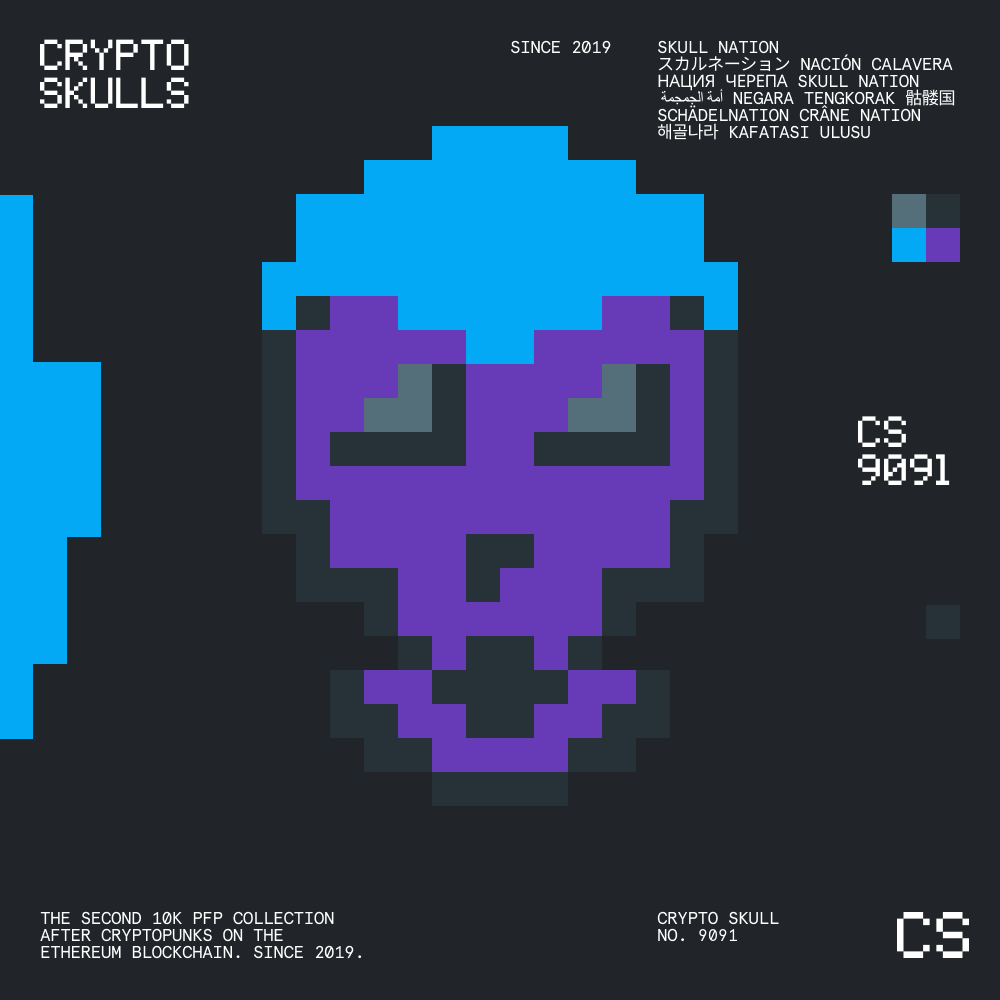 CRYPTO
SKULLS
SINCE 2019
SKULL NATION
スカルネーション NACIÓN CALAVERA
НАЦИЯ ЧЕРЕПА SKULL NATION
أمة الجمجمة NEGARA TENGKORAK 骷髅国
SCHÄDELNATION CRÂNE NATION
해골나라 KAFATASI ULUSU
CS
9091
THE SECOND 10K PFP COLLECTION
AFTER CRYPTOPUNKS ON THE
ETHEREUM BLOCKCHAIN. SINCE 2019.
CRYPTO SKULL
NO. 9091
CS